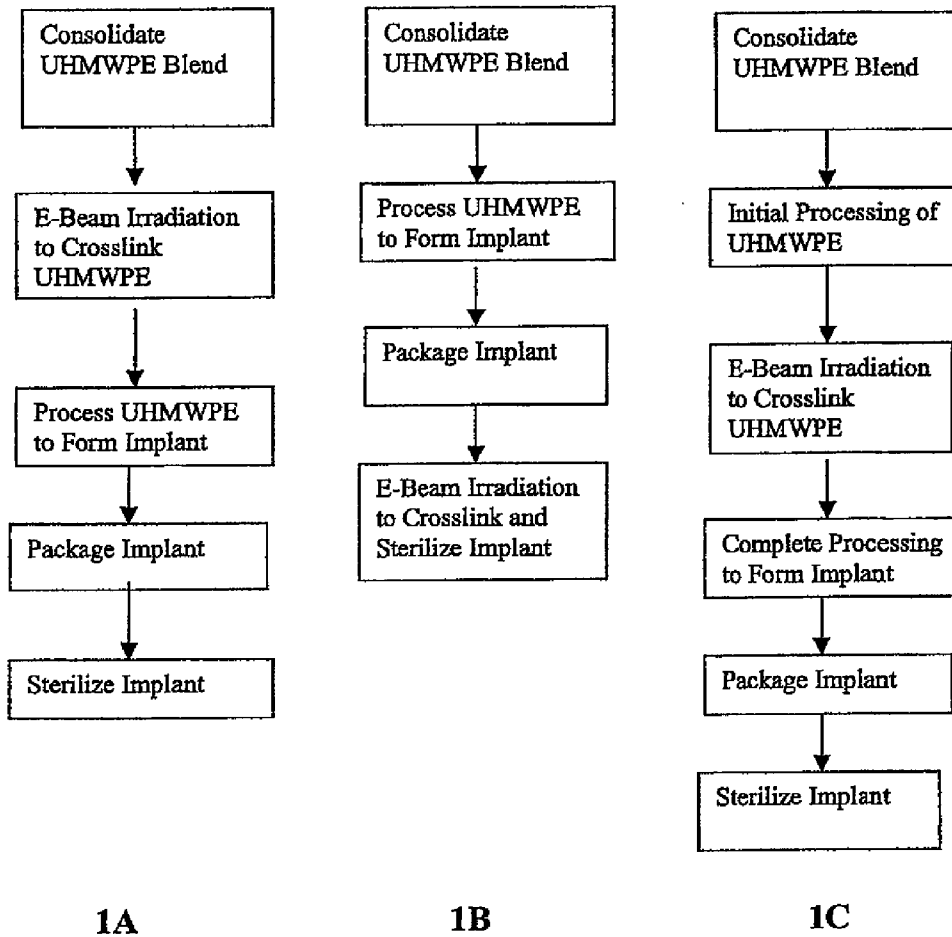 Consolidate
UHMWPE Blend
E-Beam Irradiation
to Crosslink
UHMWPE
Process UHMWPE
to Form Implant
Package Implant
Sterilize Implant
1A
Consolidate
UHMWPE Blend
Process UHMWPE
to Form Implant
Package Implant
E-Beam Irradiation
to Crosslink and
Sterilize Implant
1B
Consolidate
UHMWPE Blend
Initial Processing of
UHMWPE
E-Beam Irradiation
to Crosslink
UHMWPE
Complete Processing
to Form Implant
Package Implant
Sterilize Implant
1C